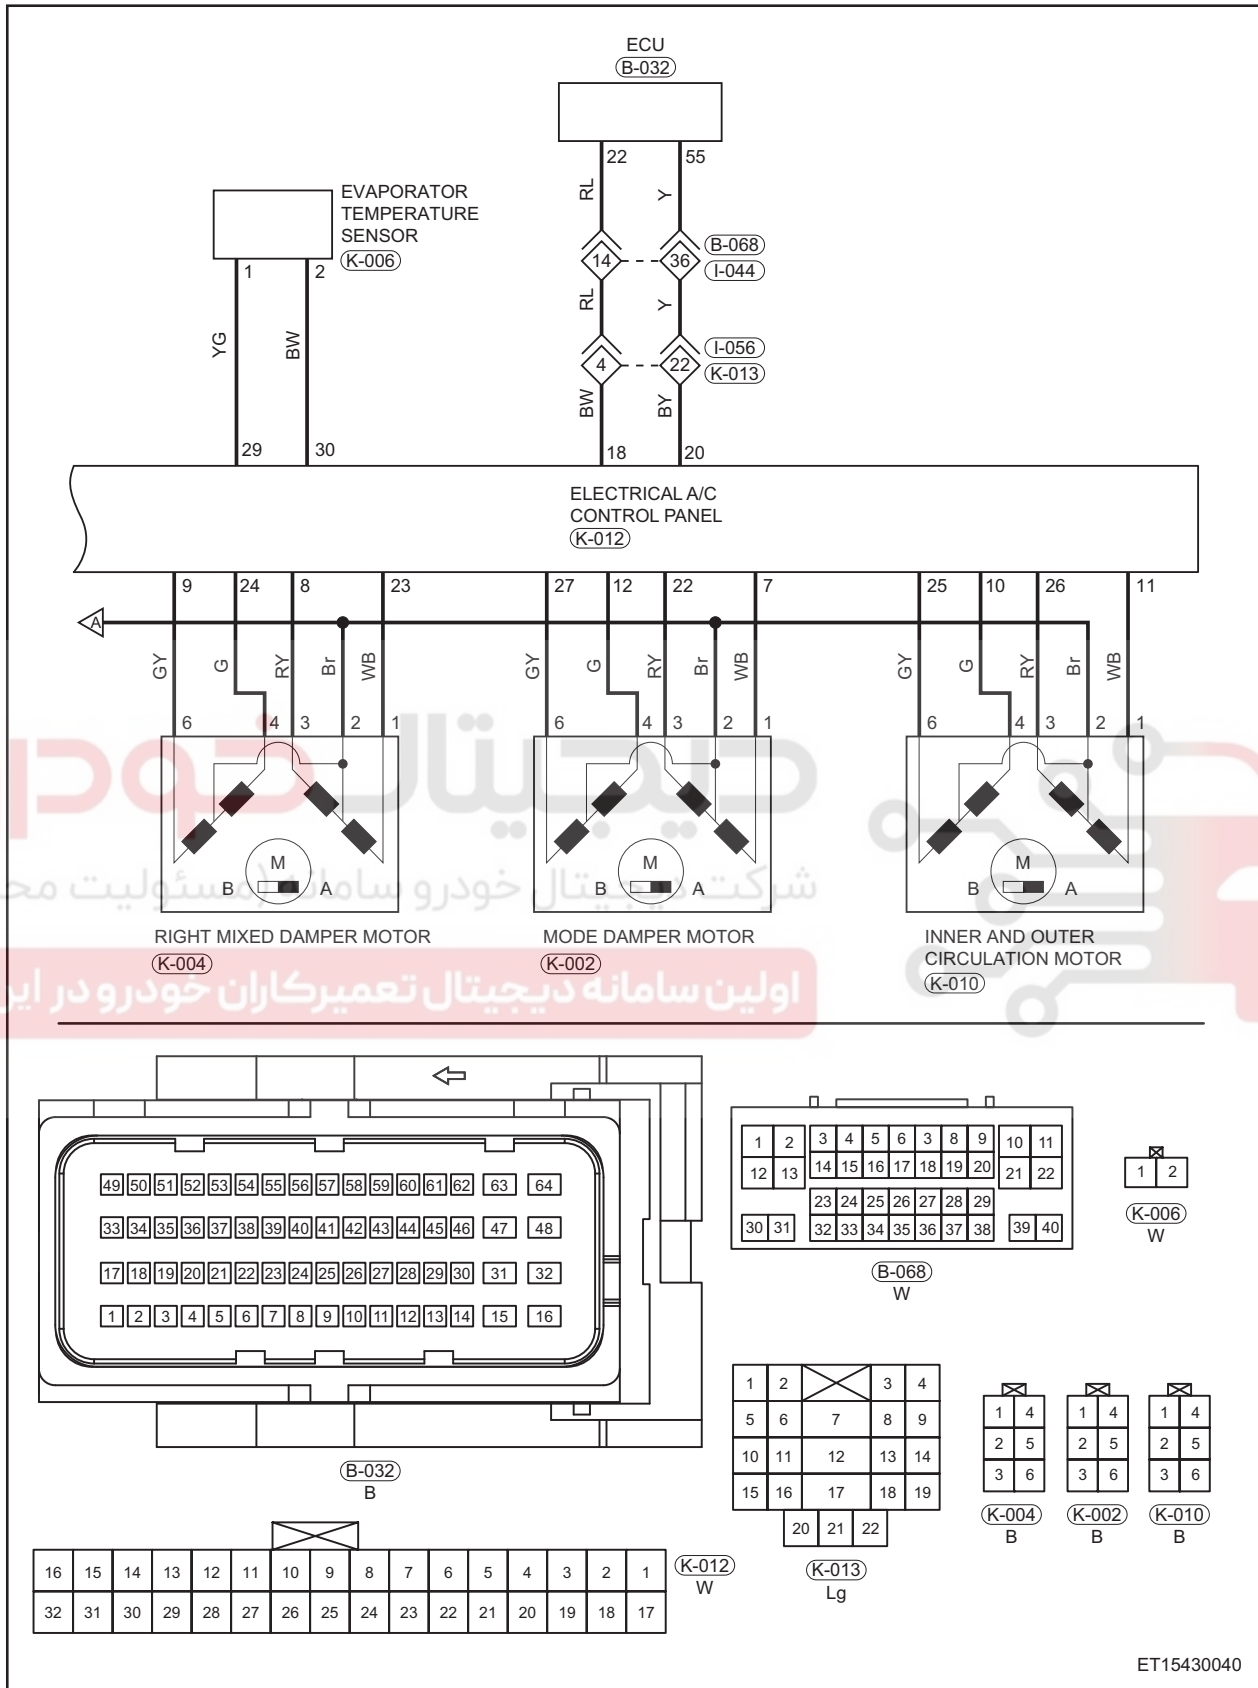 ECU
B-032
22 55
EVAPORATOR
TEMPERATURE
SENSOR
K-006
RL Y
B-068
14 36
I-044
1 2
RL Y
I-056
4 22
K-013
YG BW
BW BY
29 30 18 20
ELECTRICAL A/C
CONTROL PANEL
K-012
9 24 8 23 27 12 22 7 25 10 26 11
A
GY G RY Br WB GY G RY Br WB GY G RY Br WB
6 4 3 2 1 6 4 3 2 1 6 4 3 2 1
دیجیتال خودرو
M M M
B A B A B A
شرکت دیجیتال خودرو سامانه (مسئولیت
RIGHT MIXED DAMPER MOTOR
K-004
MODE DAMPER MOTOR
K-002
INNER AND OUTER
CIRCULATION MOTOR
K-010
اولین سامانه دیجیتال تعمیرکاران خودرو در
49 50 51 52 53 54 55 56 57 58 59 60 61 62 63 64
33 34 35 36 37 38 39 40 41 42 43 44 45 46 47 48
17 18 19 20 21 22 23 24 25 26 27 28 29 30 31 32
1 2 3 4 5 6 7 8 9 10 11 12 13 14 15 16
B-032
B
1 2 3 4 5 6 3 8 9 10 11
12 13 14 15 16 17 18 19 20 21 22
23 24 25 26 27 28 29
30 31 32 33 34 35 36 37 38 39 40
B-068
W
1 2
K-006
W
1 2 3 4
5 6 7 8 9
10 11 12 13 14
15 16 17 18 19
20 21 22
K-013
Lg
1 4
2 5
3 6
K-004
B
1 4
2 5
3 6
K-002
B
1 4
2 5
3 6
K-010
B
16 15 14 13 12 11 10 9 8 7 6 5 4 3 2 1
32 31 30 29 28 27 26 25 24 23 22 21 20 19 18 17
K-012
W
ET15430040